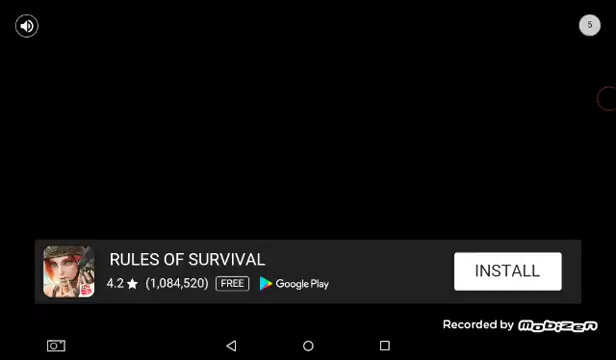 5
RULES OF SURVIVAL
4.2★ (1,084,520) FREE Google Play
INSTALL
Recorded by MOBIZEN